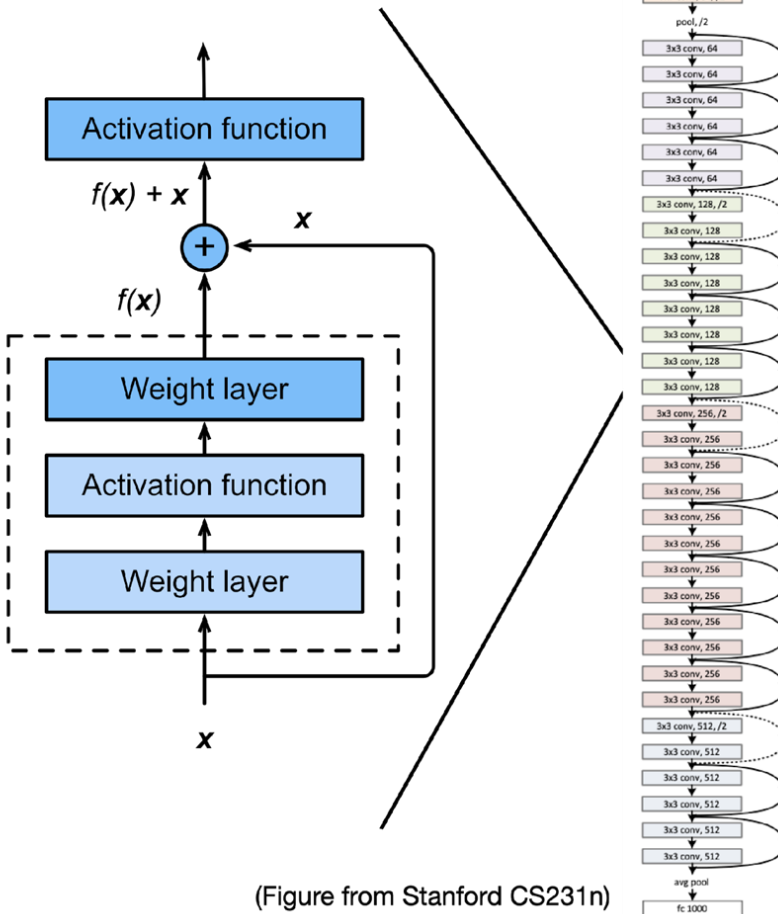 Activation function
f(x) + x
x
+
f(x)
Weight layer
Activation function
Weight layer
x
(Figure from Stanford CS231n)
pool, /2
3x3 conv, 64
3x3 conv, 64
3x3 conv, 64
3x3 conv, 64
3x3 conv, 64
3x3 conv, 64
3x3 conv, 128, /2
3x3 conv, 128
3x3 conv, 128
3x3 conv, 128
3x3 conv, 128
3x3 conv, 128
3x3 conv, 128
3x3 conv, 128
3x3 conv, 256, /2
3x3 conv, 256
3x3 conv, 256
3x3 conv, 256
3x3 conv, 256
3x3 conv, 256
3x3 conv, 256
3x3 conv, 256
3x3 conv, 256
3x3 conv, 256
3x3 conv, 256
3x3 conv, 256
3x3 conv, 512, /2
3x3 conv, 512
3x3 conv, 512
3x3 conv, 512
3x3 conv, 512
3x3 conv, 512
avg pool
fc 1000